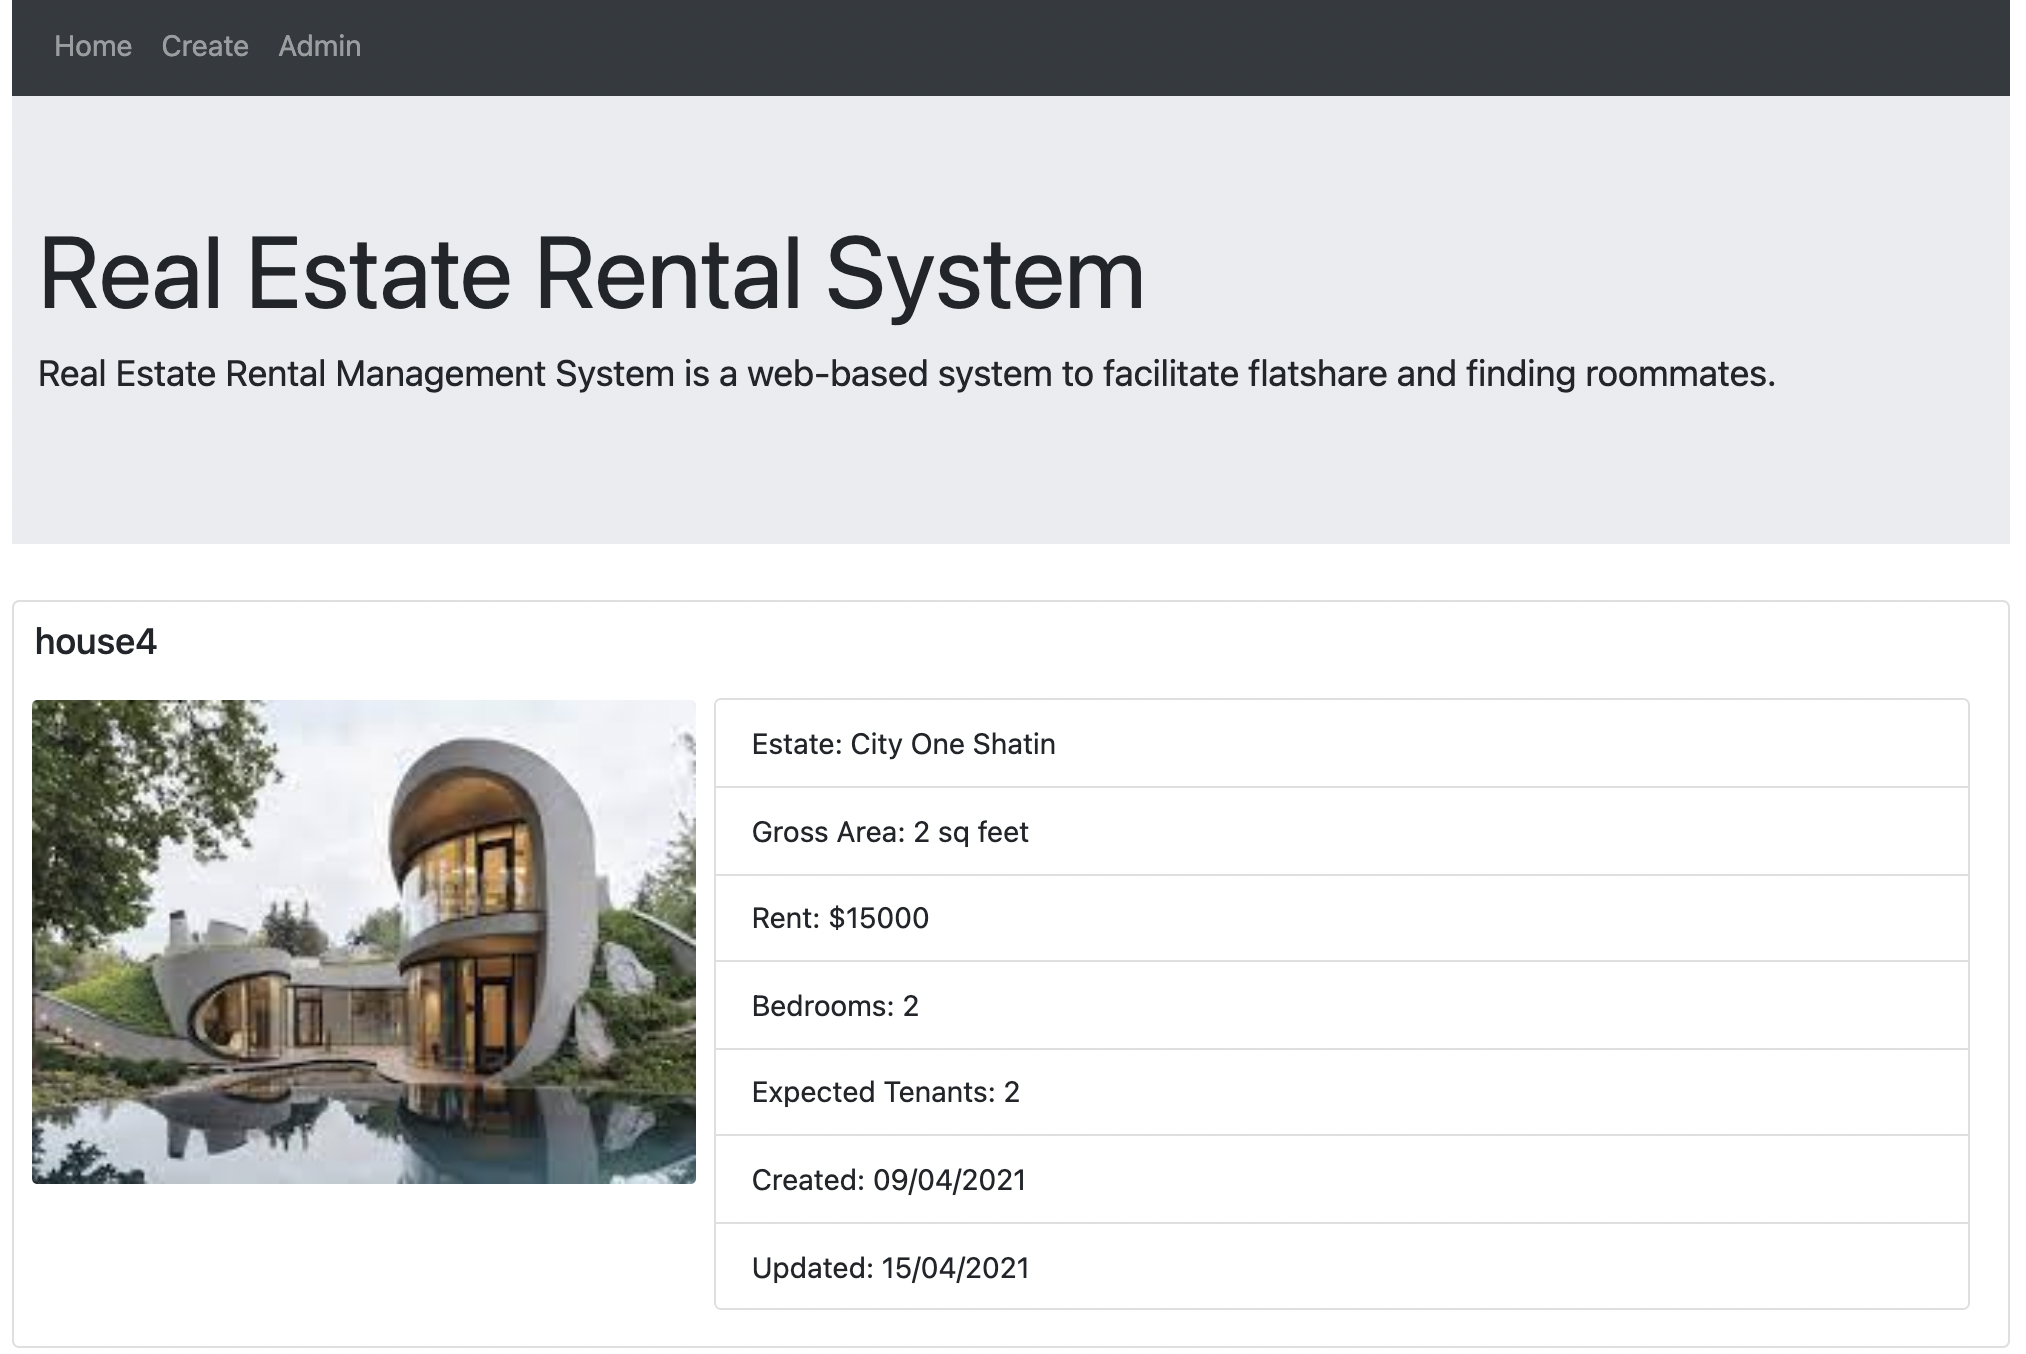 Home Create Admin
Real Estate Rental System
Real Estate Rental Management System is a web-based system to facilitate flatshare and finding roommates.
house4
Estate: City One Shatin
Gross Area: 2 sq feet
Rent: $15000
Bedrooms: 2
Expected Tenants: 2
Created: 09/04/2021
Updated: 15/04/2021